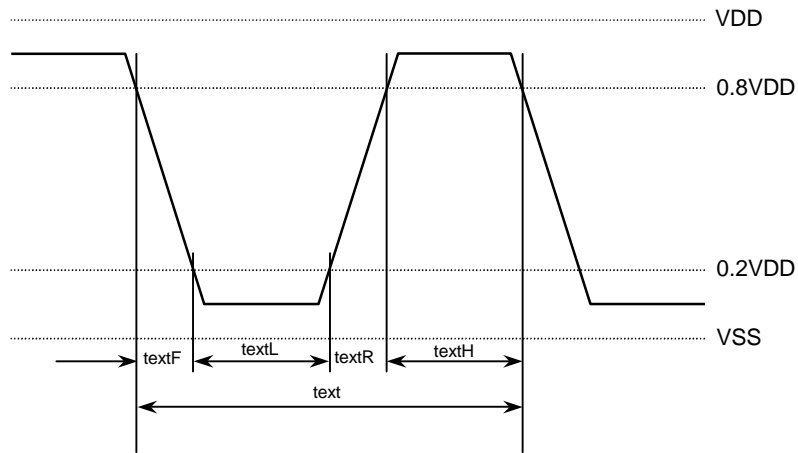 VDD
0.8VDD
0.2VDD
VSS
textF textL textR textH
text